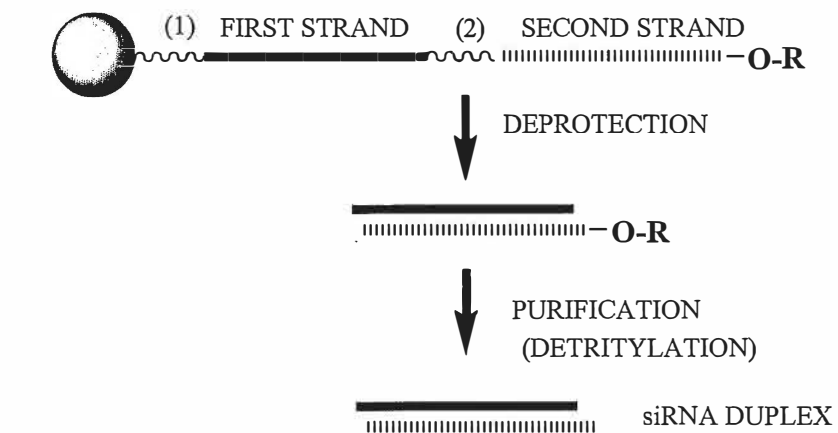 (1) FIRST STRAND (2) SECOND STRAND
O-R
DEPROTECTION
O-R
PURIFICATION
(DETRITYLATION)
siRNA DUPLEX